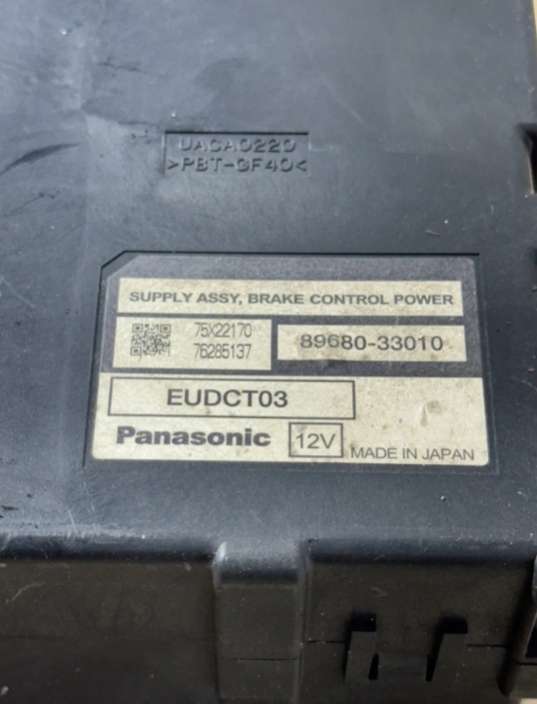 UACA0220
>PBT-GF40<
SUPPLY ASSY, BRAKE CONTROL POWER
75X22170
76285137
89680-33010
EUDCT03
Panasonic 12V MADE IN JAPAN